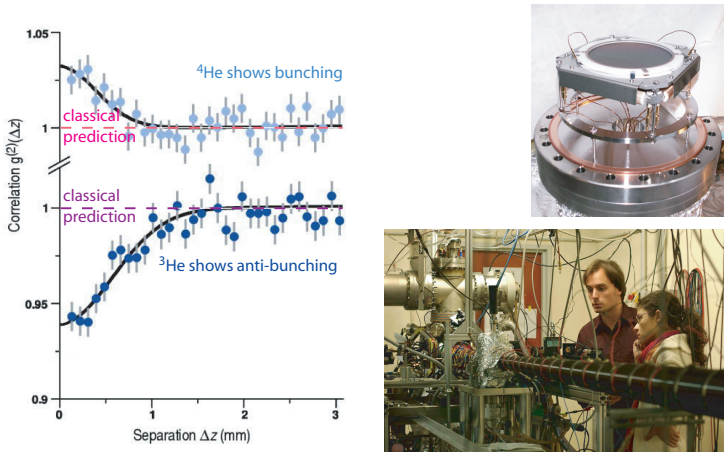 1.05
⁴He shows bunching
classical
prediction
1
classical
prediction
1
³He shows anti-bunching
0.95
0.9
Correlation g⁽²⁾(Δz)
0
1
2
3
Separation Δz (mm)